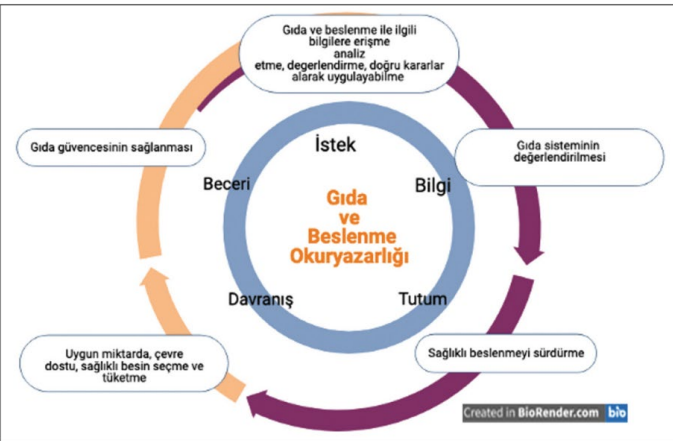 Gıda ve beslenme ile ilgili
bilgilere erişme
analiz
etme, degerlendirme, doğru kararlar
alarak uygulayabilme
Gıda güvencesinin sağlanması
Gıda sisteminin
değerlendirilmesi
İstek
Beceri
Bilgi
Gıda
ve
Beslenme
Okuryazarlığı
Davranış
Tutum
Uygun miktarda, çevre
dostu, sağlıklı besin seçme ve
tüketme
Sağlıklı beslenmeyi sürdürme
Created in BioRender.com bio